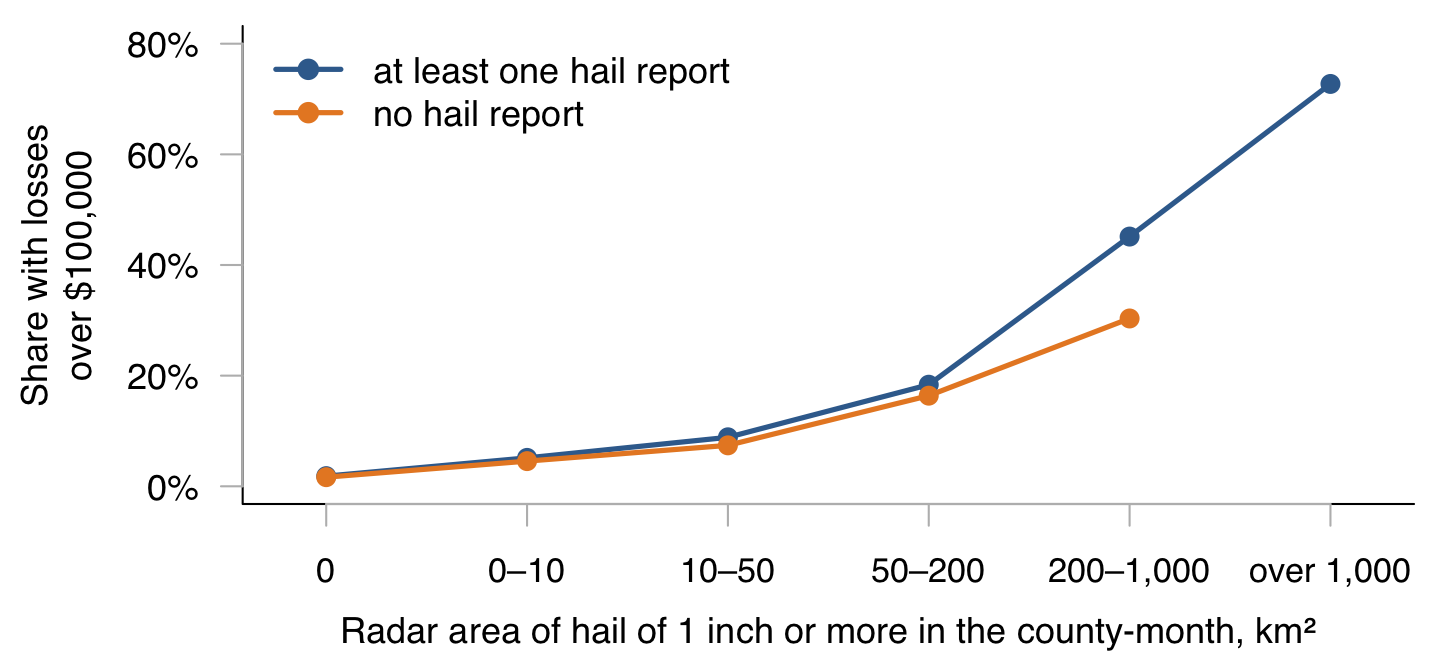 80%
60%
40%
20%
0%
Share with losses
over $100,000
at least one hail report
no hail report
0
0–10
10–50
50–200
200–1,000
over 1,000
Radar area of hail of 1 inch or more in the county-month, km²